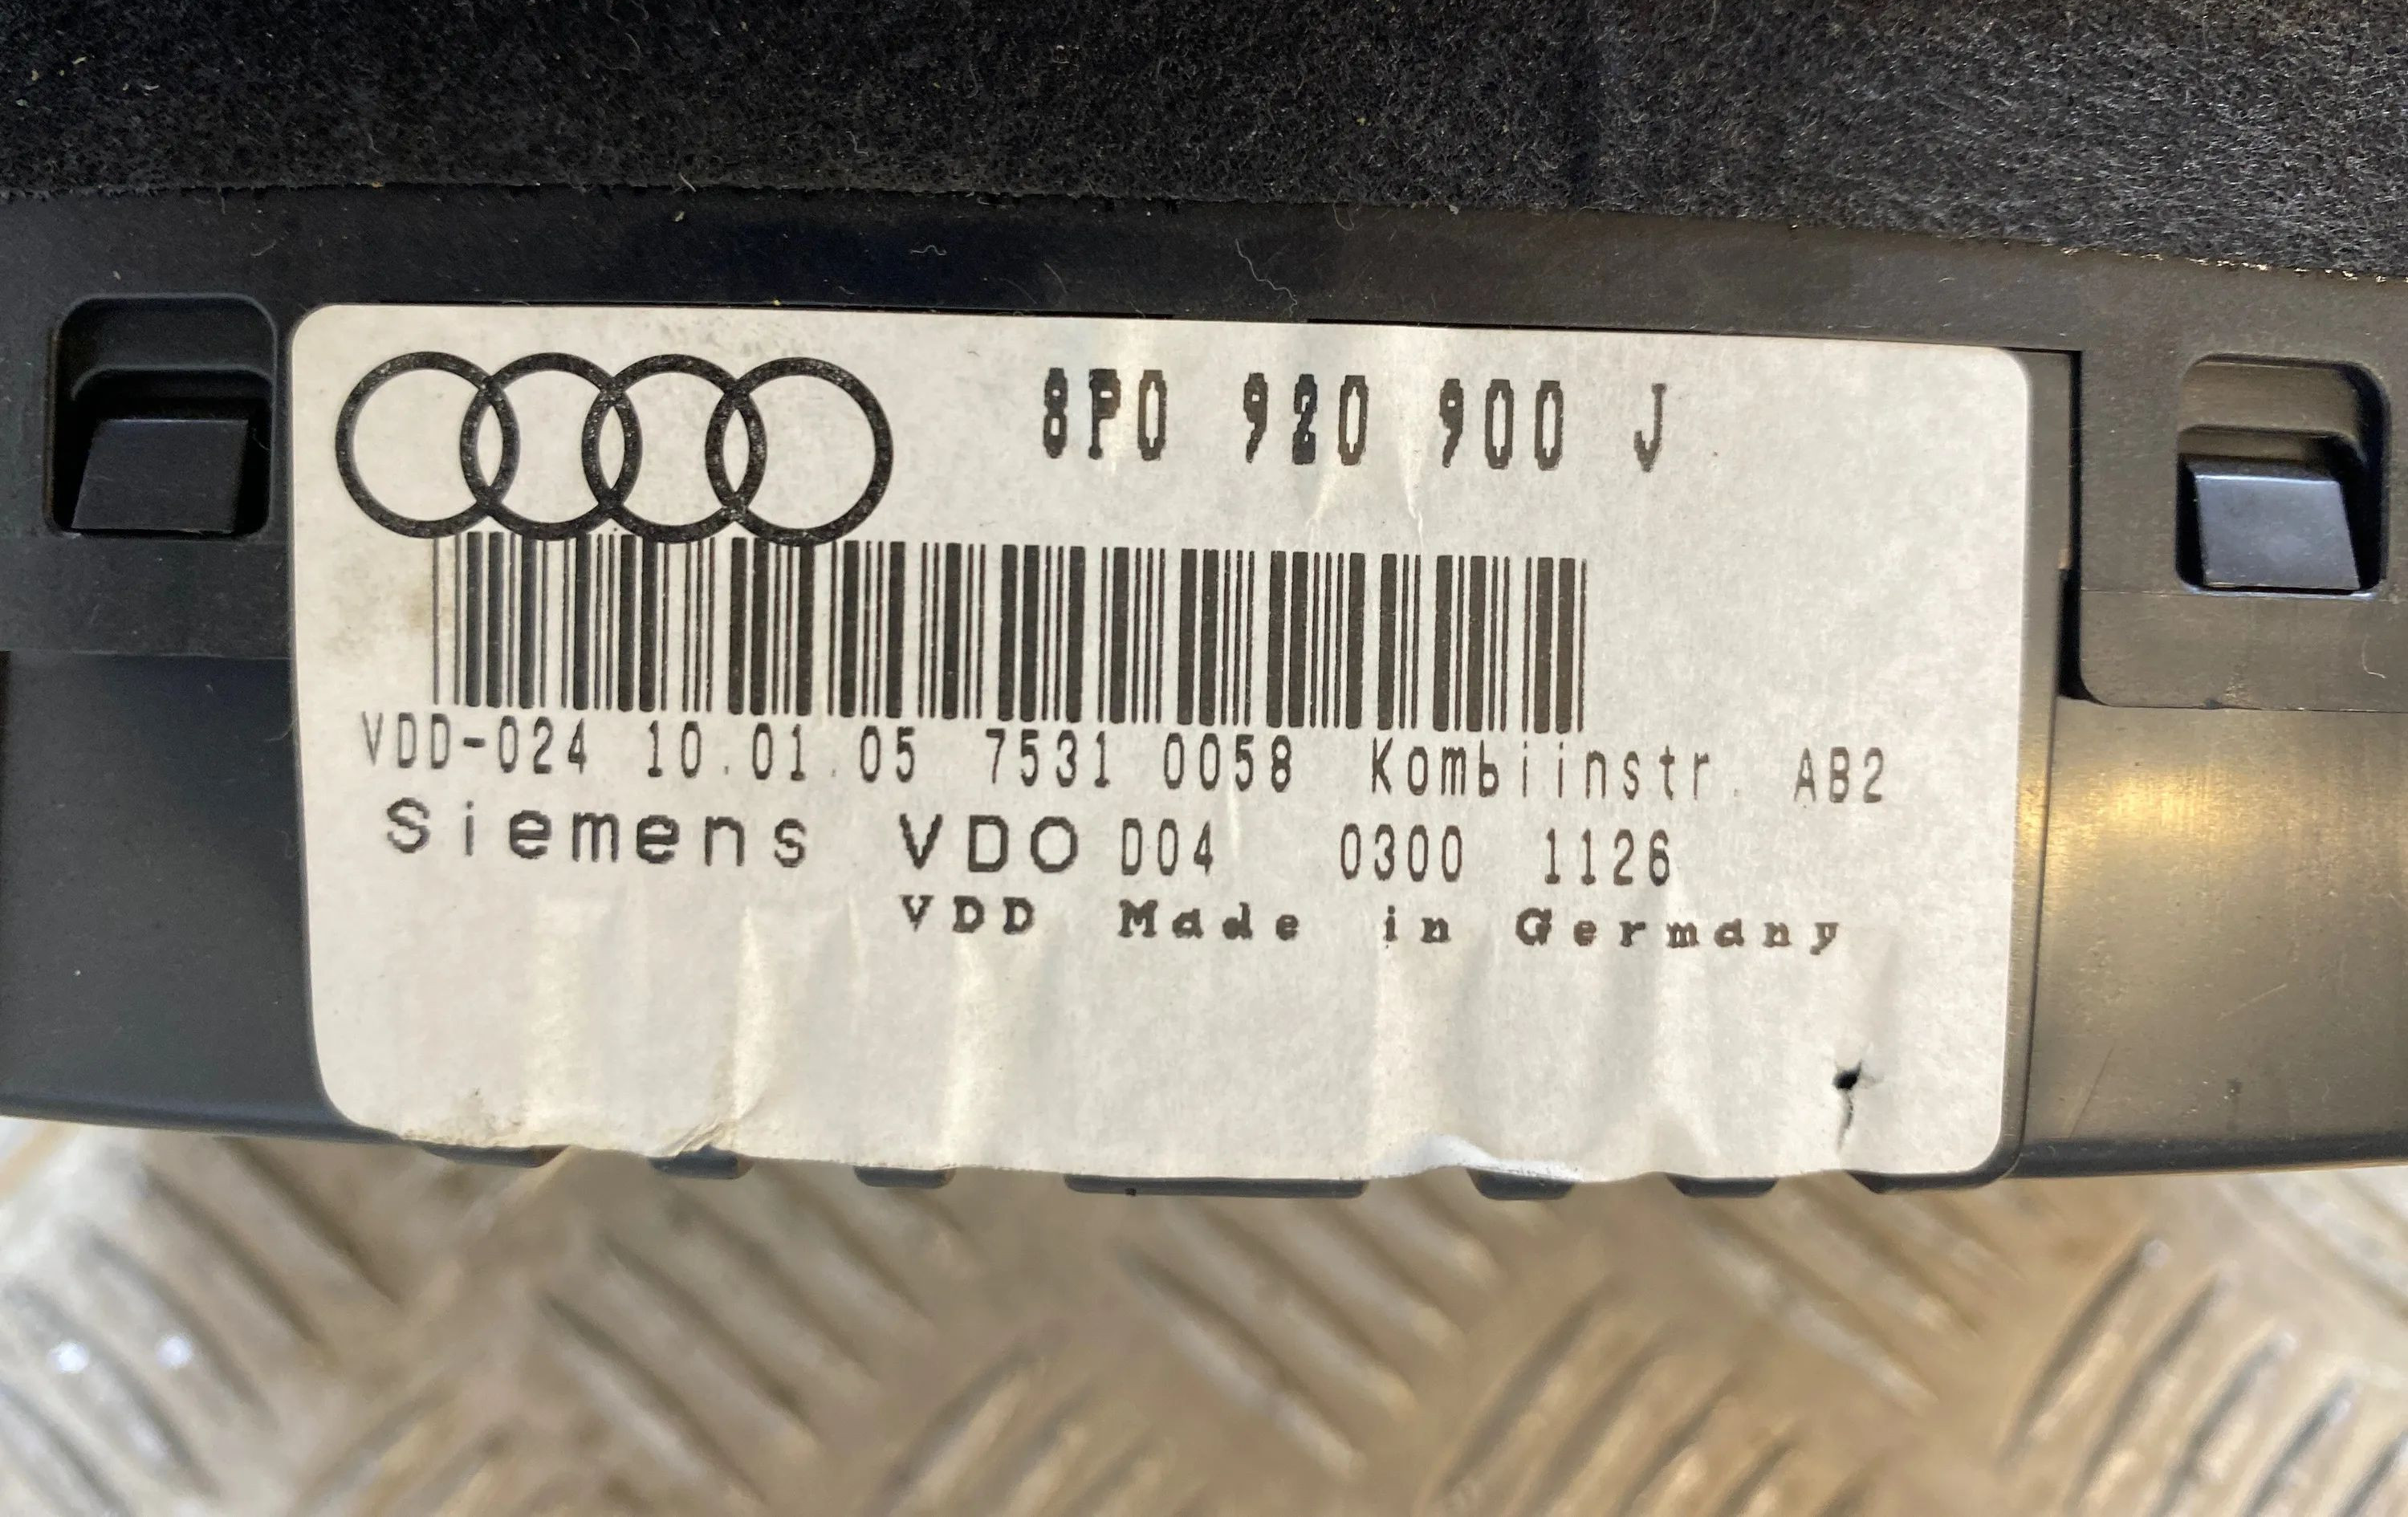 8P0 920 900 J
VDD-024 10.01.05 7531 0058 Kombiinstr. AB2
Siemens VDO D04 0300 1126
VDD Made in Germany